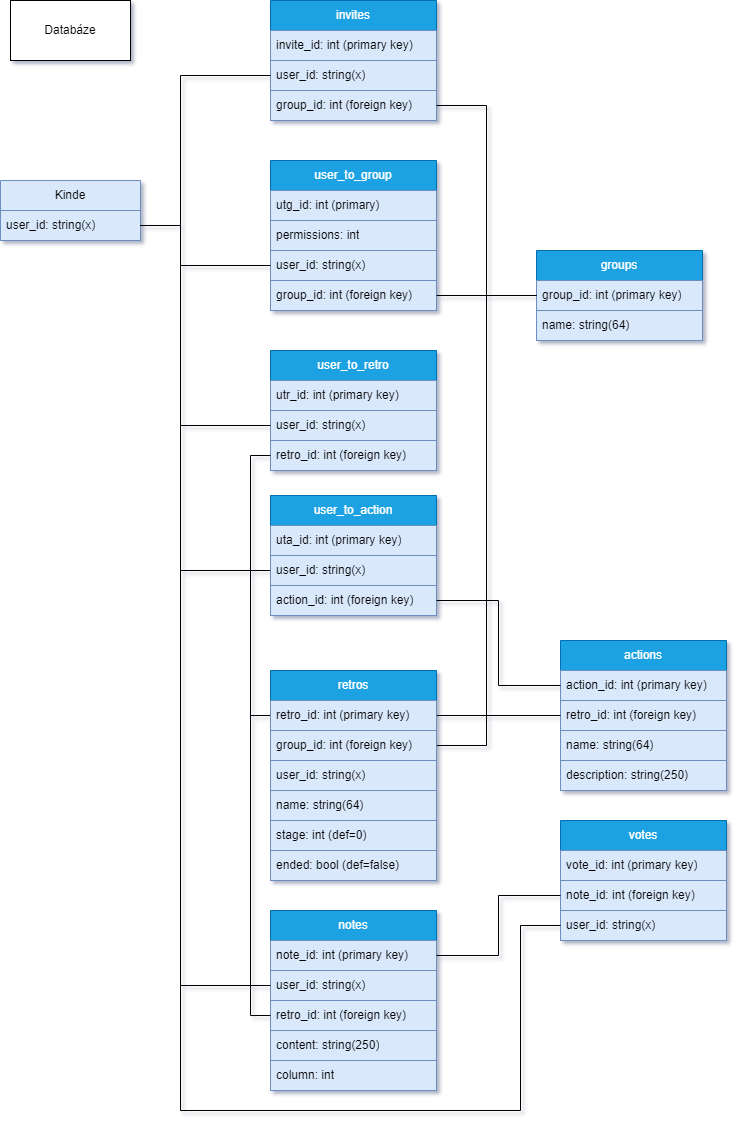 Databáze
invites
invite_id: int (primary key)
user_id: string(x)
group_id: int (foreign key)
Kinde
user_id: string(x)
user_to_group
utg_id: int (primary)
permissions: int
user_id: string(x)
group_id: int (foreign key)
groups
group_id: int (primary key)
name: string(64)
user_to_retro
utr_id: int (primary key)
user_id: string(x)
retro_id: int (foreign key)
user_to_action
uta_id: int (primary key)
user_id: string(x)
action_id: int (foreign key)
retros
retro_id: int (primary key)
group_id: int (foreign key)
user_id: string(x)
name: string(64)
stage: int (def=0)
ended: bool (def=false)
actions
action_id: int (primary key)
retro_id: int (foreign key)
name: string(64)
description: string(250)
votes
vote_id: int (primary key)
note_id: int (foreign key)
user_id: string(x)
notes
note_id: int (primary key)
user_id: string(x)
retro_id: int (foreign key)
content: string(250)
column: int